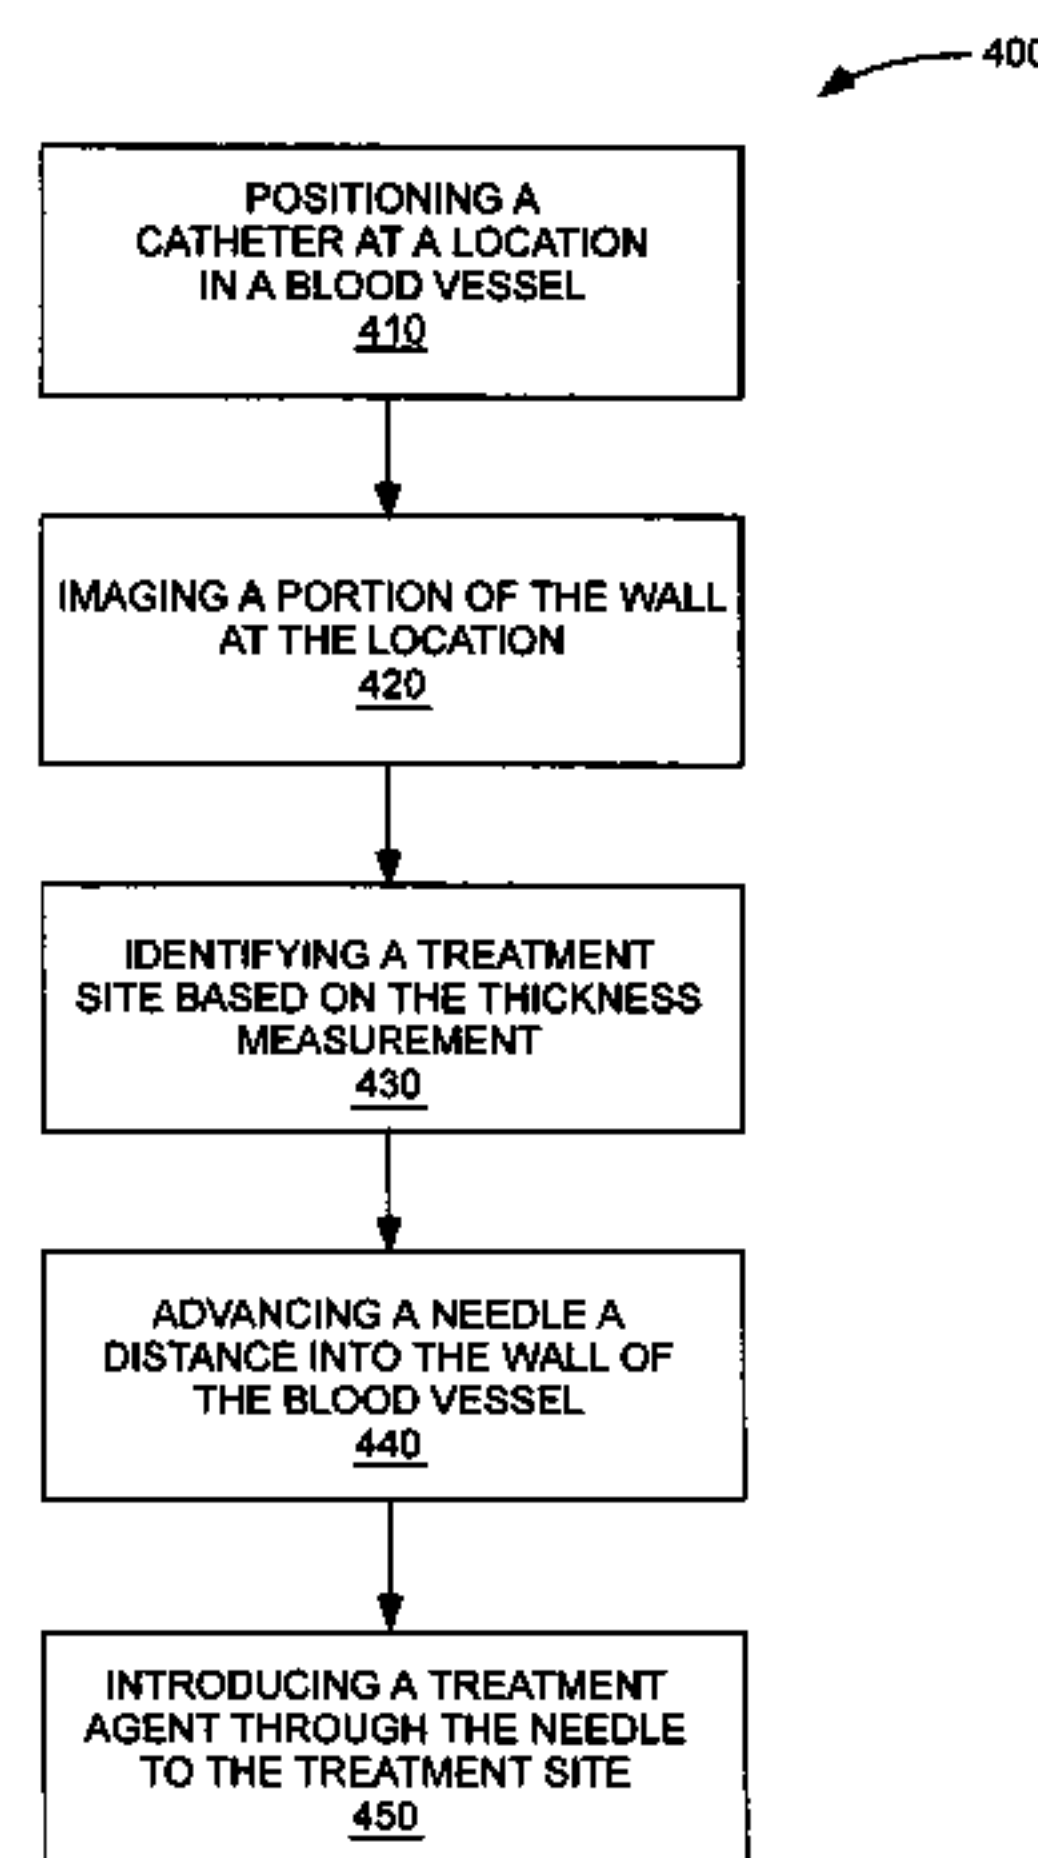 400
POSITIONING A
CATHETER AT A LOCATION
IN A BLOOD VESSEL
410
IMAGING A PORTION OF THE WALL
AT THE LOCATION
420
IDENTIFYING A TREATMENT
SITE BASED ON THE THICKNESS
MEASUREMENT
430
ADVANCING A NEEDLE A
DISTANCE INTO THE WALL OF
THE BLOOD VESSEL
440
INTRODUCING A TREATMENT
AGENT THROUGH THE NEEDLE
TO THE TREATMENT SITE
450